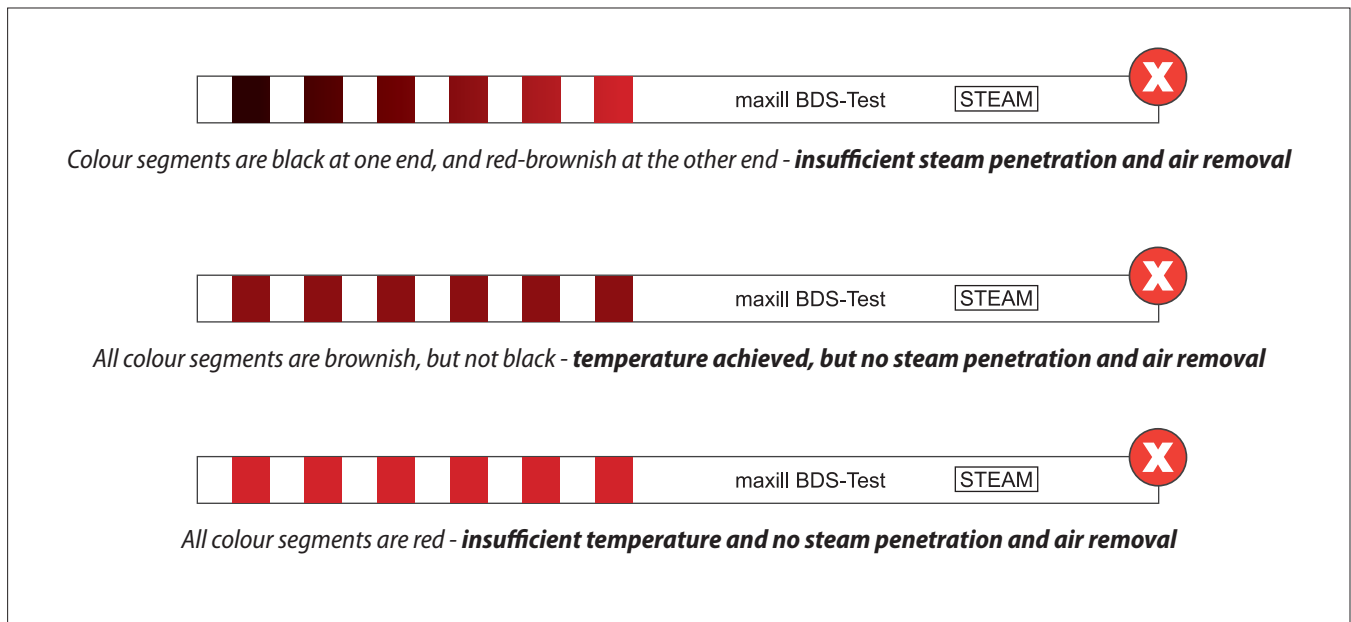 maxill BDS-Test STEAM X
Colour segments are black at one end, and red-brownish at the other end - insufficient steam penetration and air removal
maxill BDS-Test STEAM X
All colour segments are brownish, but not black - temperature achieved, but no steam penetration and air removal
maxill BDS-Test STEAM X
All colour segments are red - insufficient temperature and no steam penetration and air removal